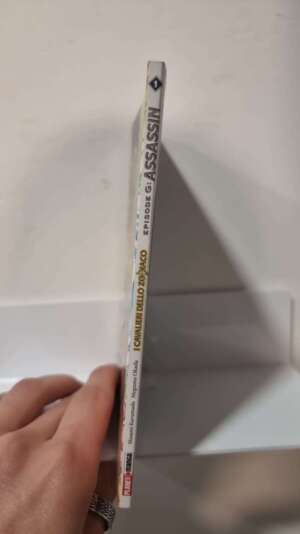 1
EPISODE G: ASSASSIN
I CAVALIERI DELLO ZODIACO
Masami Kurumada - Megumu Okada
PLANET MANGA